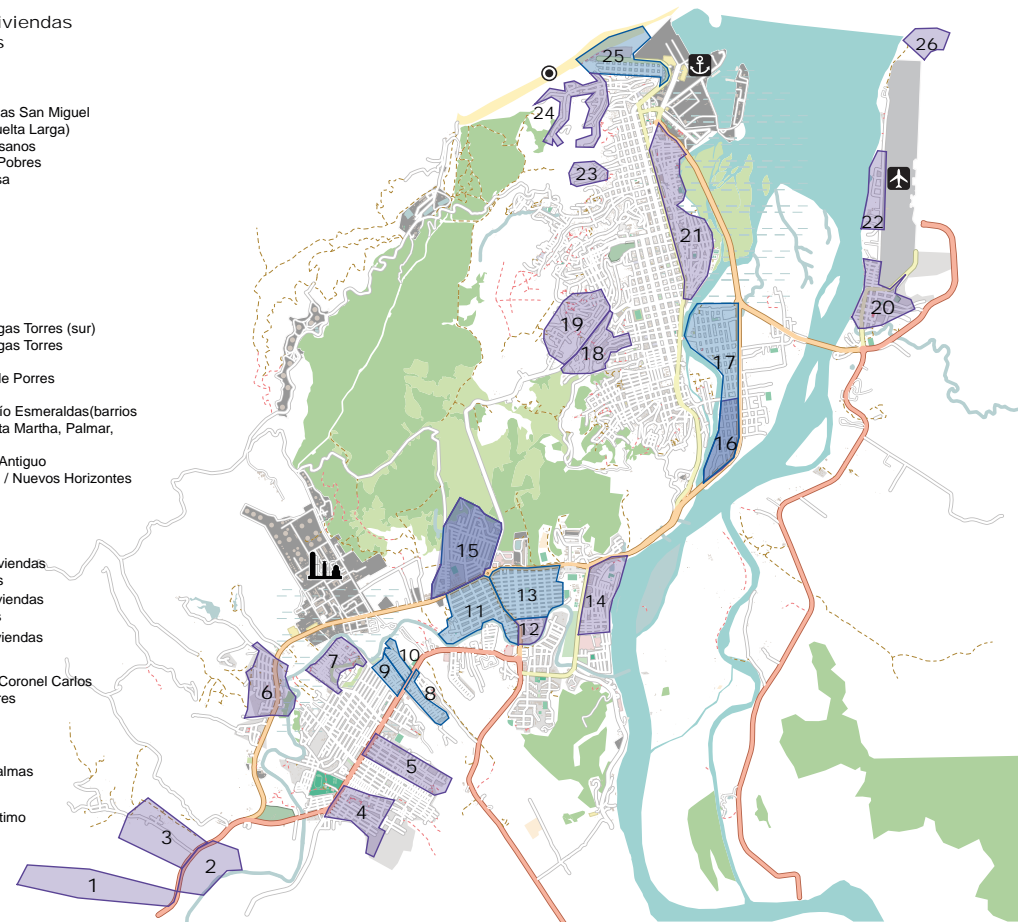 iviendas
s
as San Miguel
uelta Larga)
sanos
Pobres
sa
gas Torres (sur)
gas Torres
de Porres
ío Esmeraldas(barrios
ta Martha, Palmar,
Antiguo
/ Nuevos Horizontes
viendas
s
viendas
s
viendas
Coronel Carlos
res
almas
timo
25
26
24
23
22
21
20
19
18
17
16
15
13
11
14
12
10
7
9
6
8
5
4
3
2
1